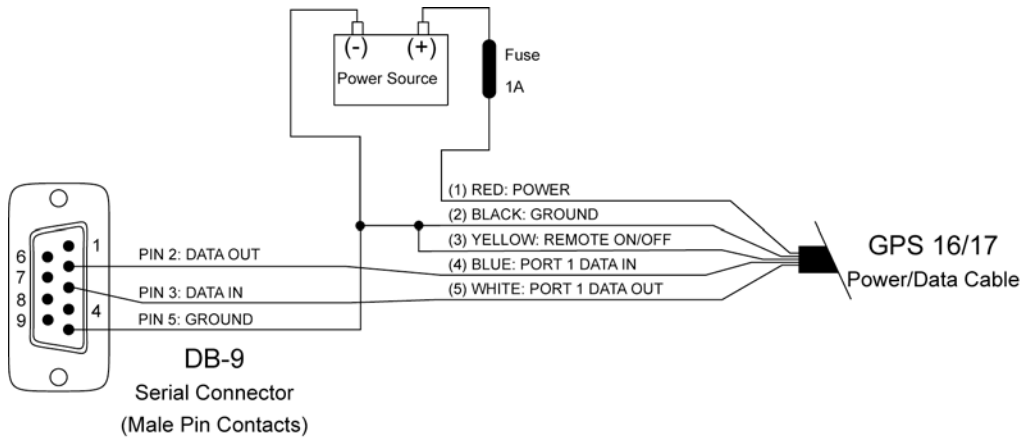 (-) (+)
Power Source
Fuse
1A
(1) RED: POWER
(2) BLACK: GROUND
(3) YELLOW: REMOTE ON/OFF
(4) BLUE: PORT 1 DATA IN
(5) WHITE: PORT 1 DATA OUT
GPS 16/17
Power/Data Cable
1
6
7
8
9
4
PIN 2: DATA OUT
PIN 3: DATA IN
PIN 5: GROUND
DB-9
Serial Connector
(Male Pin Contacts)